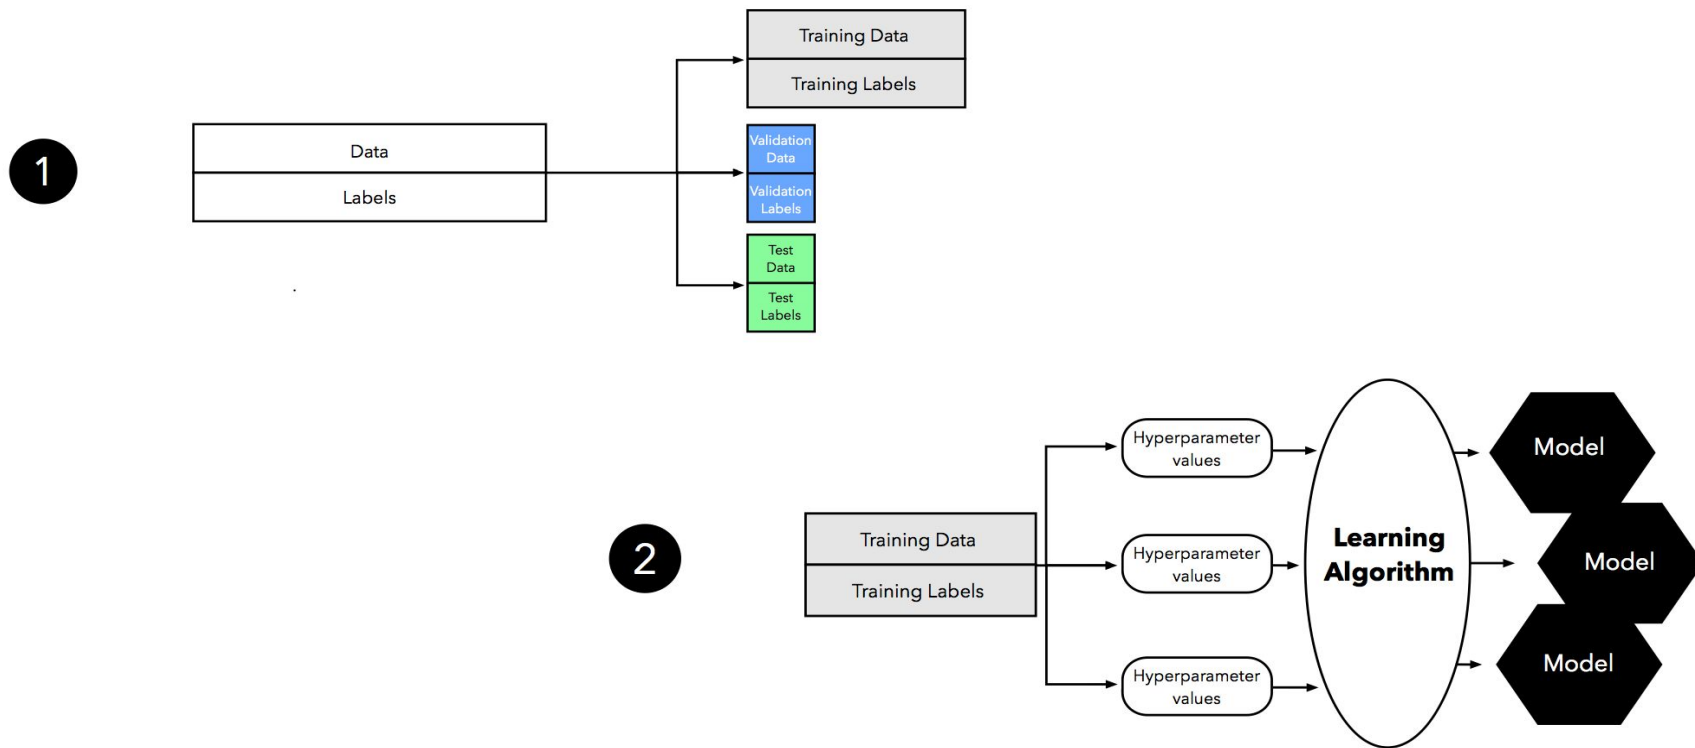 Training Data
Training Labels
1
Data
Labels
Validation
Data
Validation
Labels
Test
Data
Test
Labels
2
Training Data
Training Labels
Hyperparameter
values
Hyperparameter
values
Hyperparameter
values
Learning
Algorithm
Model
Model
Model